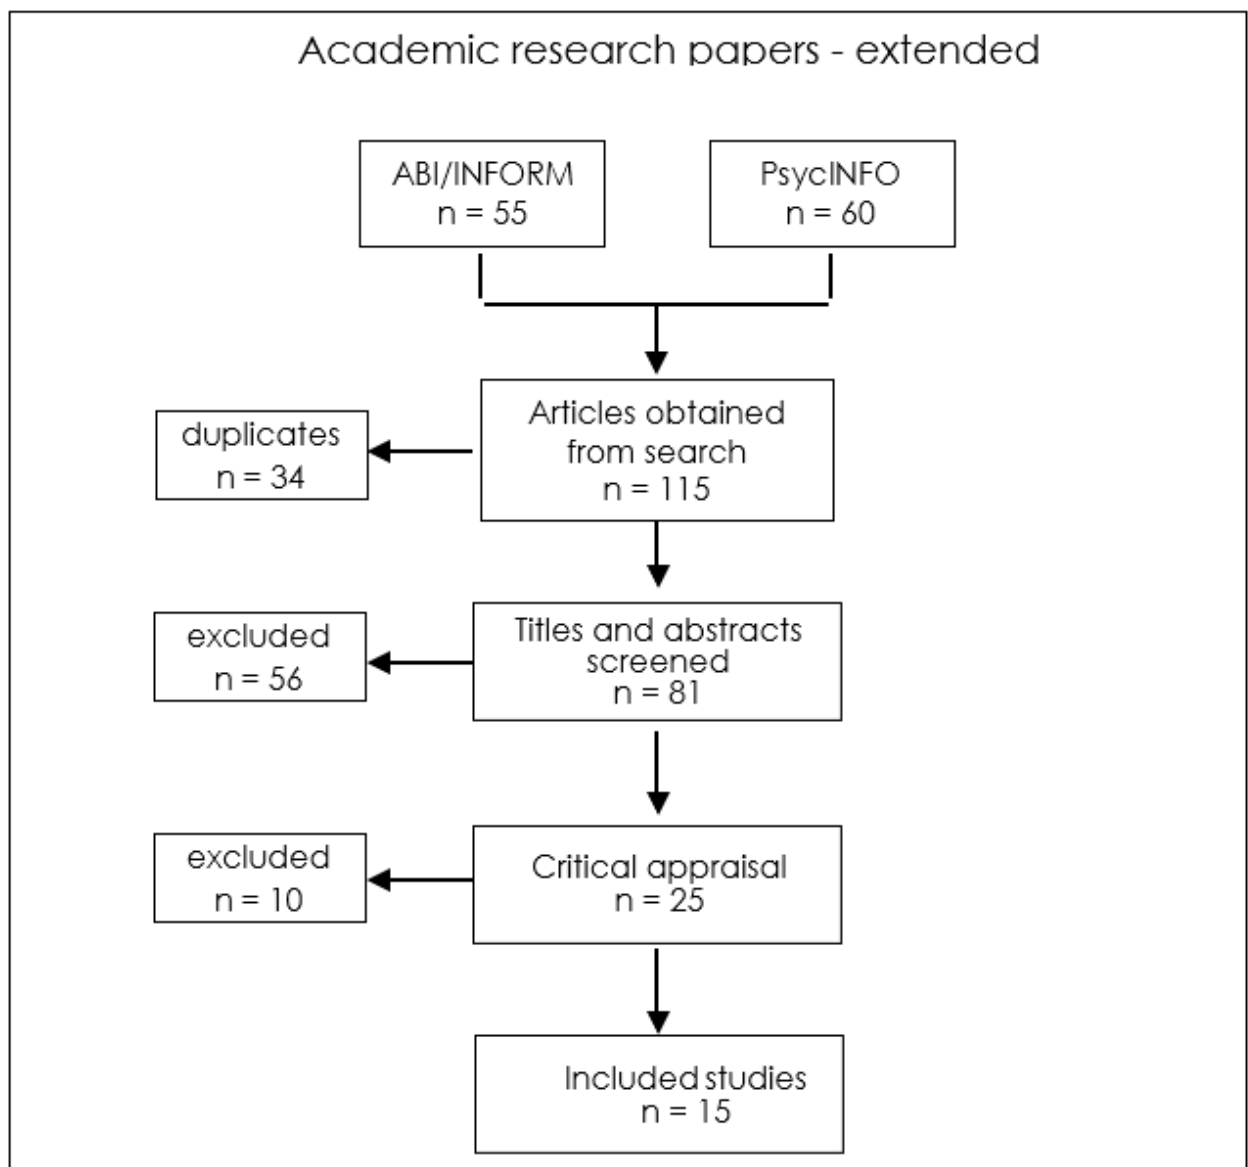 Academic research papers - extended
ABI/INFORM
n = 55
PsycINFO
n = 60
Articles obtained
from search
n = 115
duplicates
n = 34
Titles and abstracts
screened
n = 81
excluded
n = 56
Critical appraisal
n = 25
excluded
n = 10
Included studies
n = 15